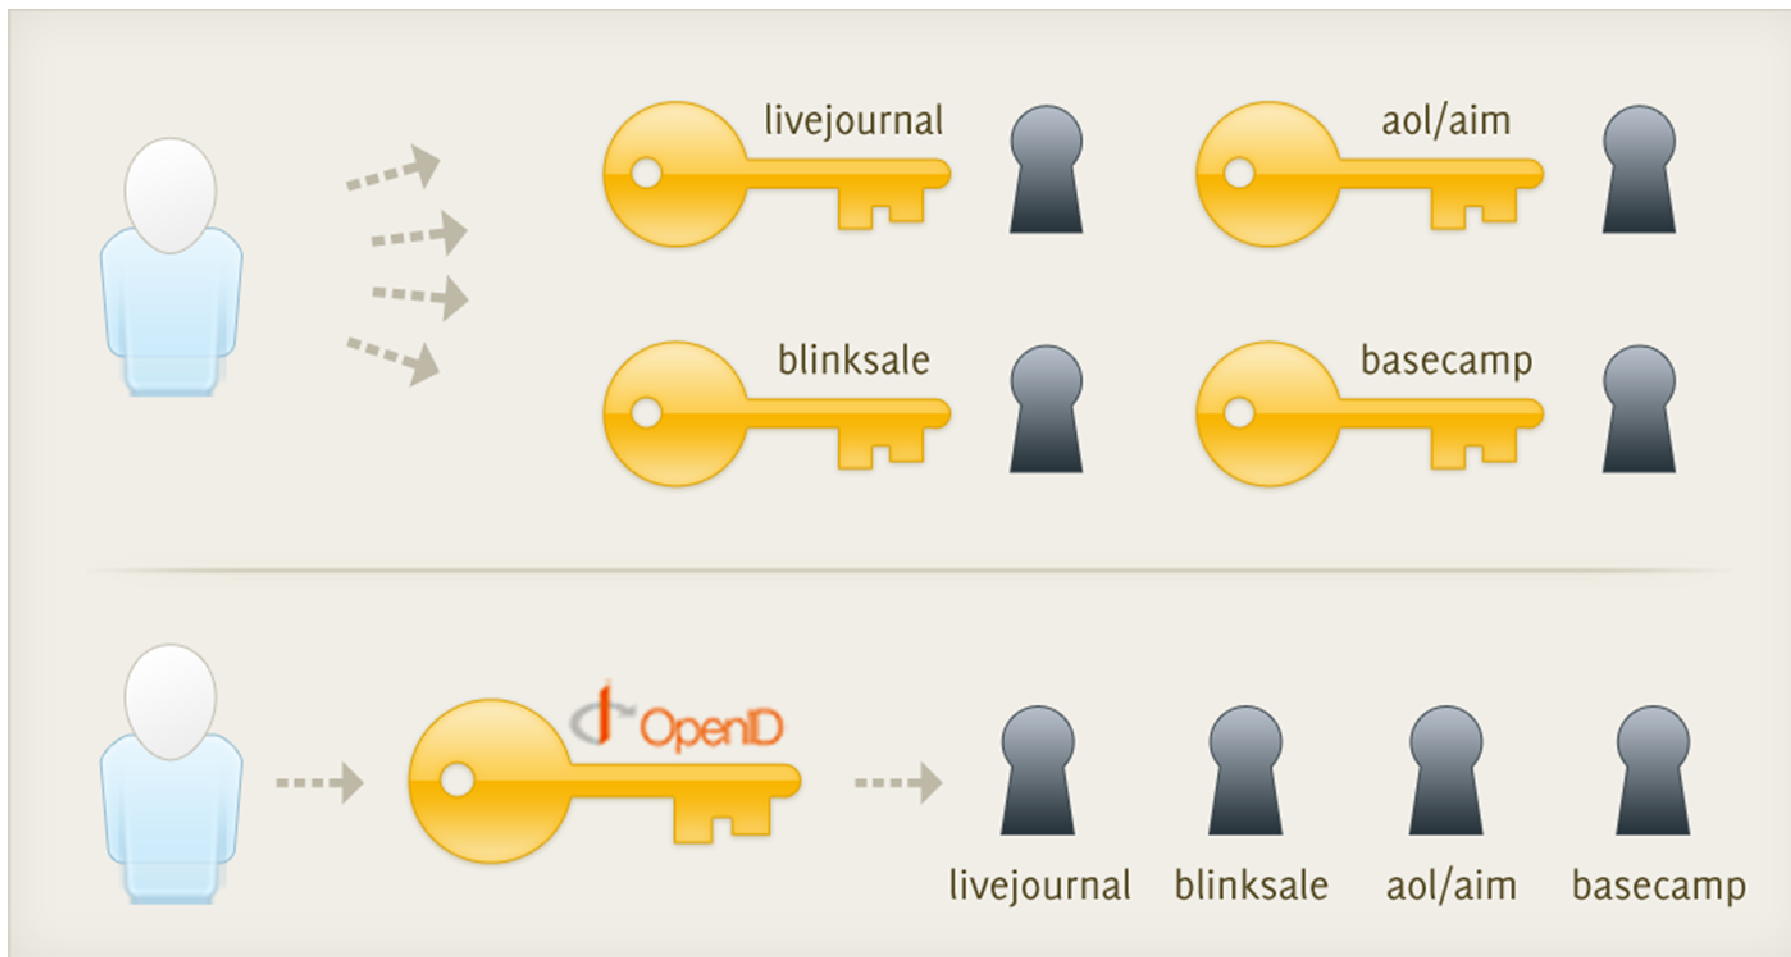 livejournal
aol/aim
blinksale
basecamp
OpenID
livejournal
blinksale
aol/aim
basecamp